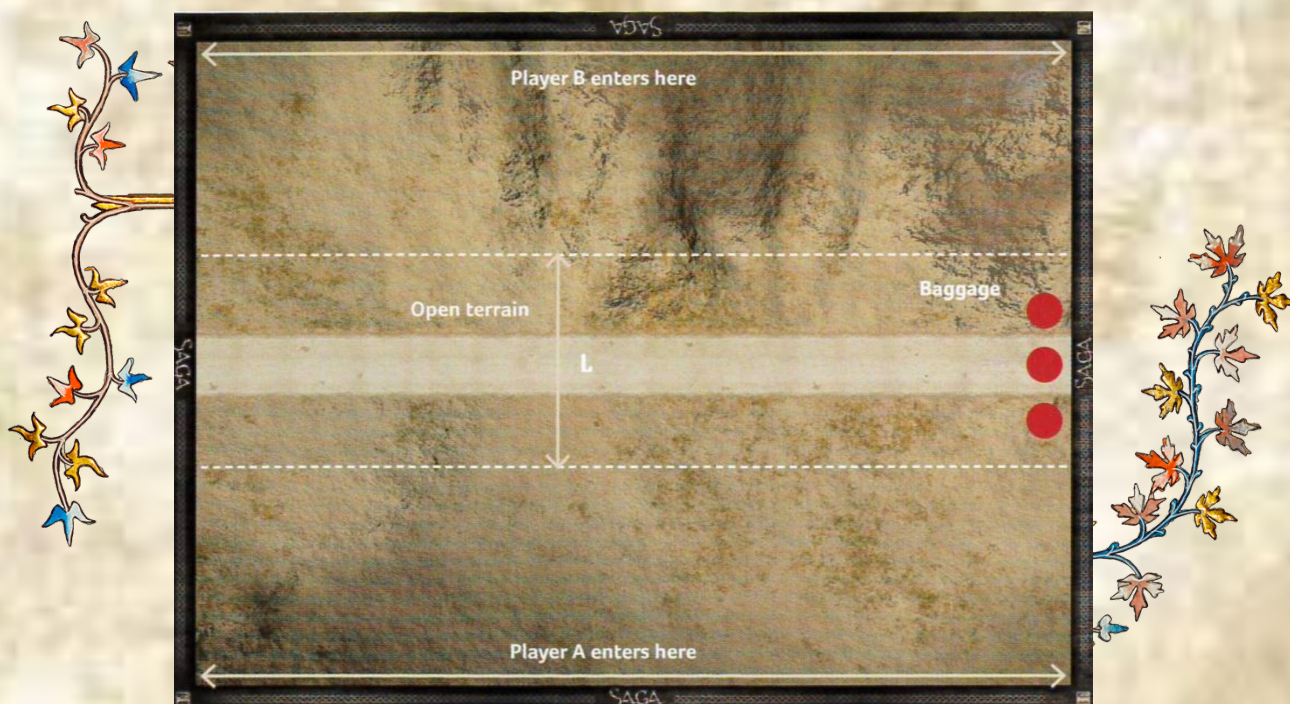 SAGA
Player B enters here
Baggage
Open terrain
SAGA
L
SAGA
Player A enters here
SAGA